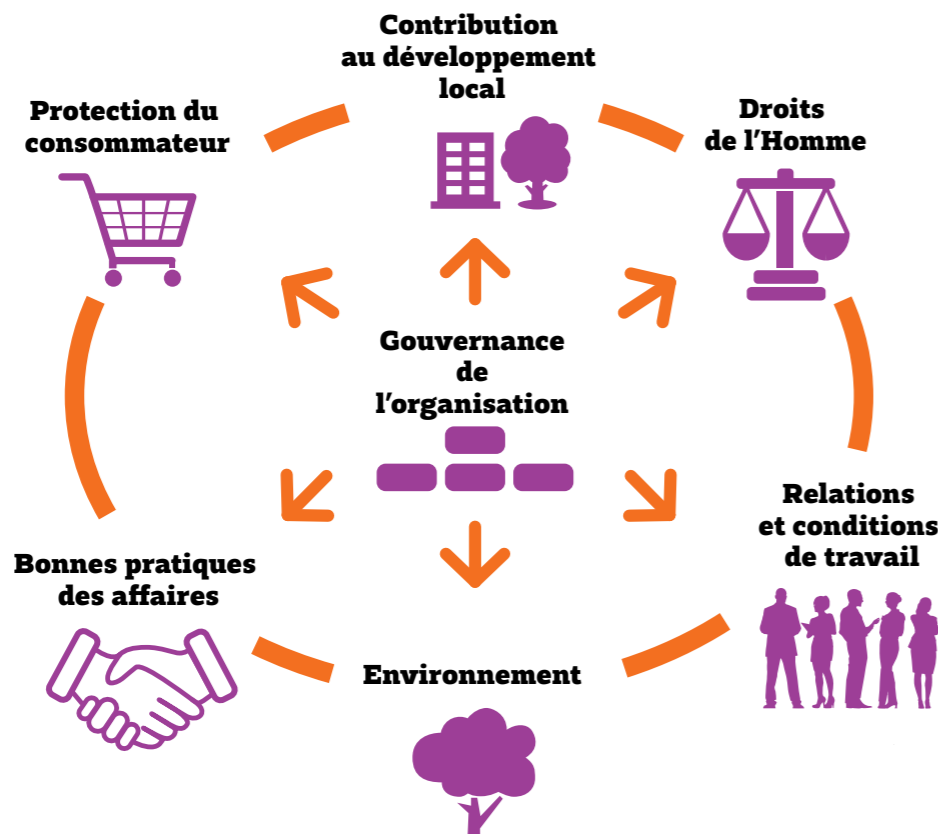 Contribution
au développement
local
Protection du
consommateur
Droits
de l'Homme
Gouvernance
de
l'organisation
Relations
et conditions
de travail
Bonnes pratiques
des affaires
Environnement